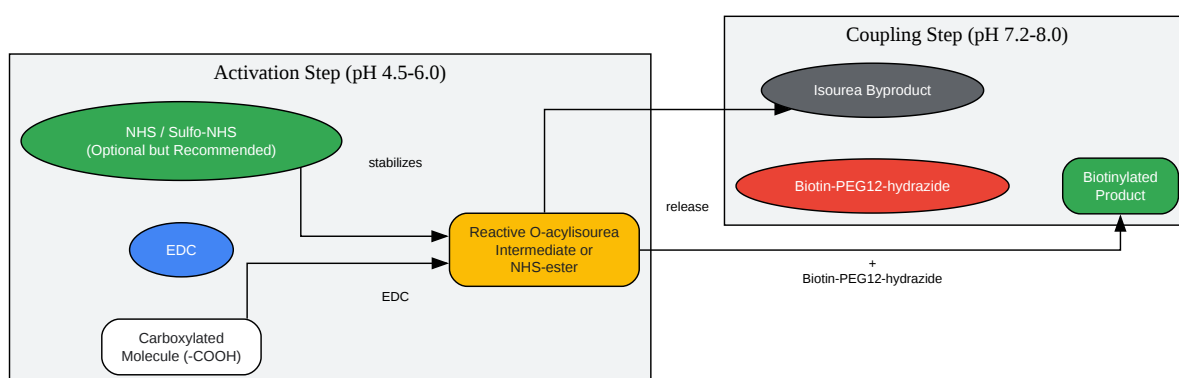 Coupling Step (pH 7.2-8.0)
Activation Step (pH 4.5-6.0)
Isourea Byproduct
NHS / Sulfo-NHS
(Optional but Recommended)
stabilizes
Biotin-PEG12-hydrazide
Biotinylated
Product
release
Reactive O-acylisourea
Intermediate or
NHS-ester
EDC
+
Biotin-PEG12-hydrazide
EDC
Carboxylated
Molecule (-COOH)